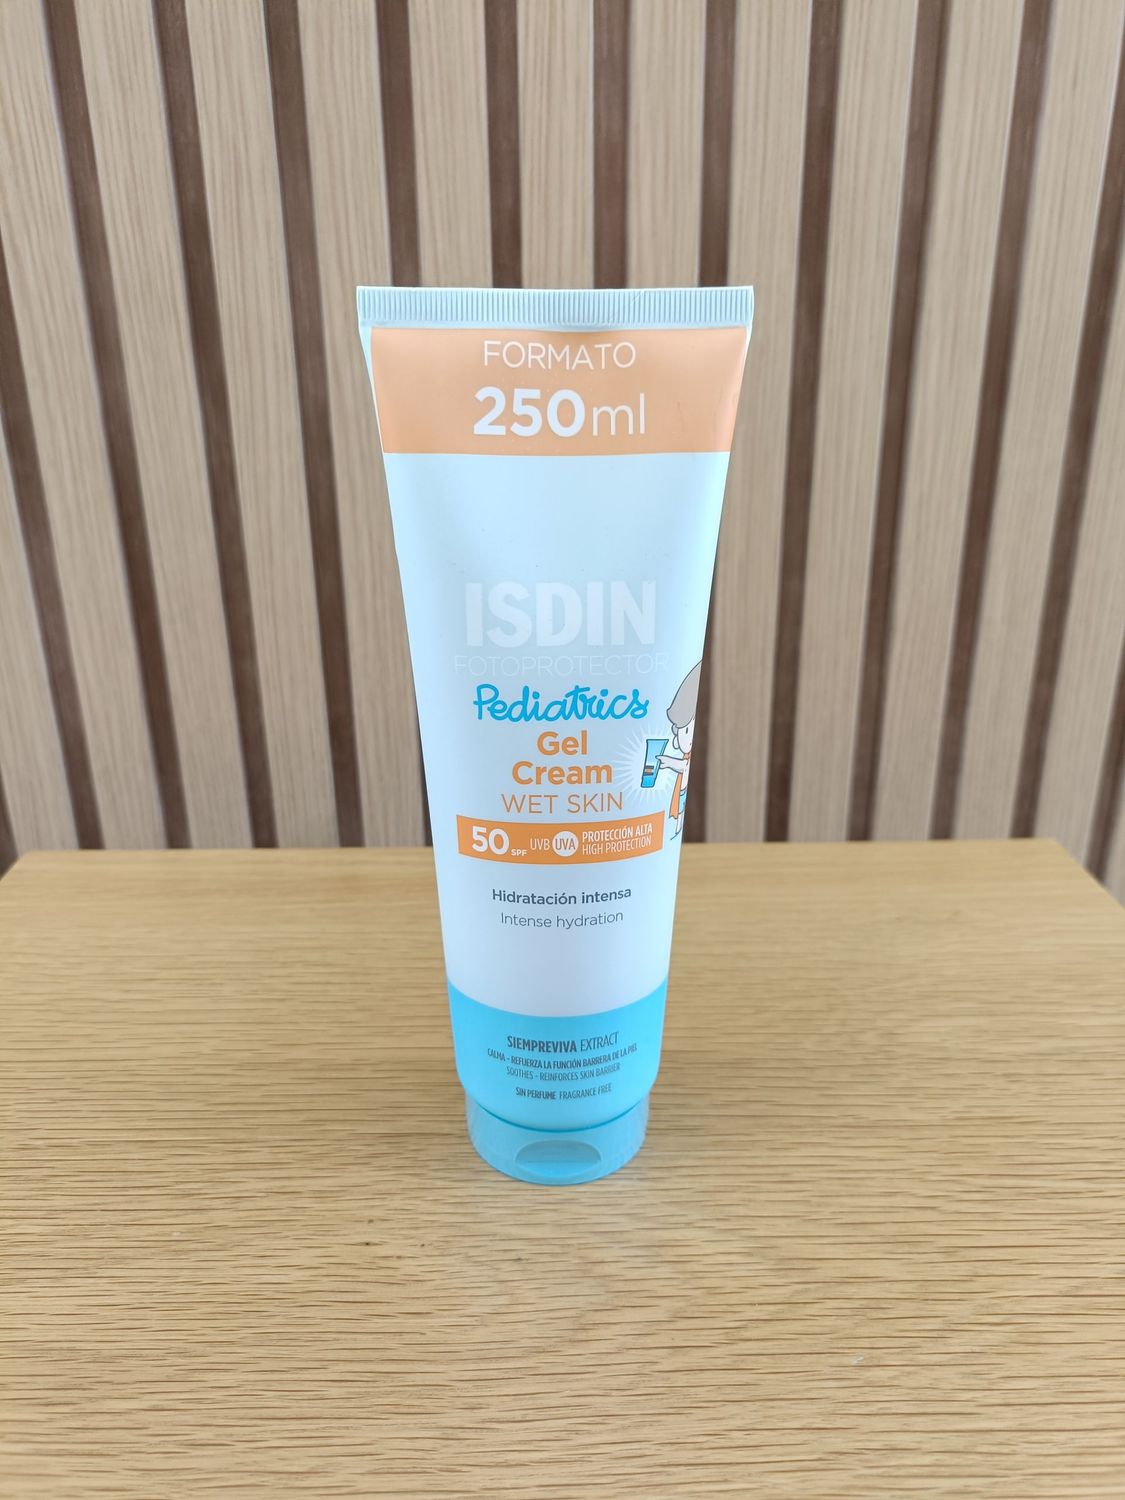 FORMATO
250ml
ISDIN
FOTOPROTECTOR
Pediatrics
Gel
Cream
WET SKIN
50 SPF UVB UVA PROTECCIÓN ALTA
HIGH PROTECTION
Hidratación intensa
Intense hydration
SIEMPREVIVA EXTRACT
CALMA - REFUERZA LA FUNCIÓN BARRERA DE LA PIEL
SOOTHES - REINFORCES SKIN BARRIER
SIN PERFUME FRAGRANCE FREE